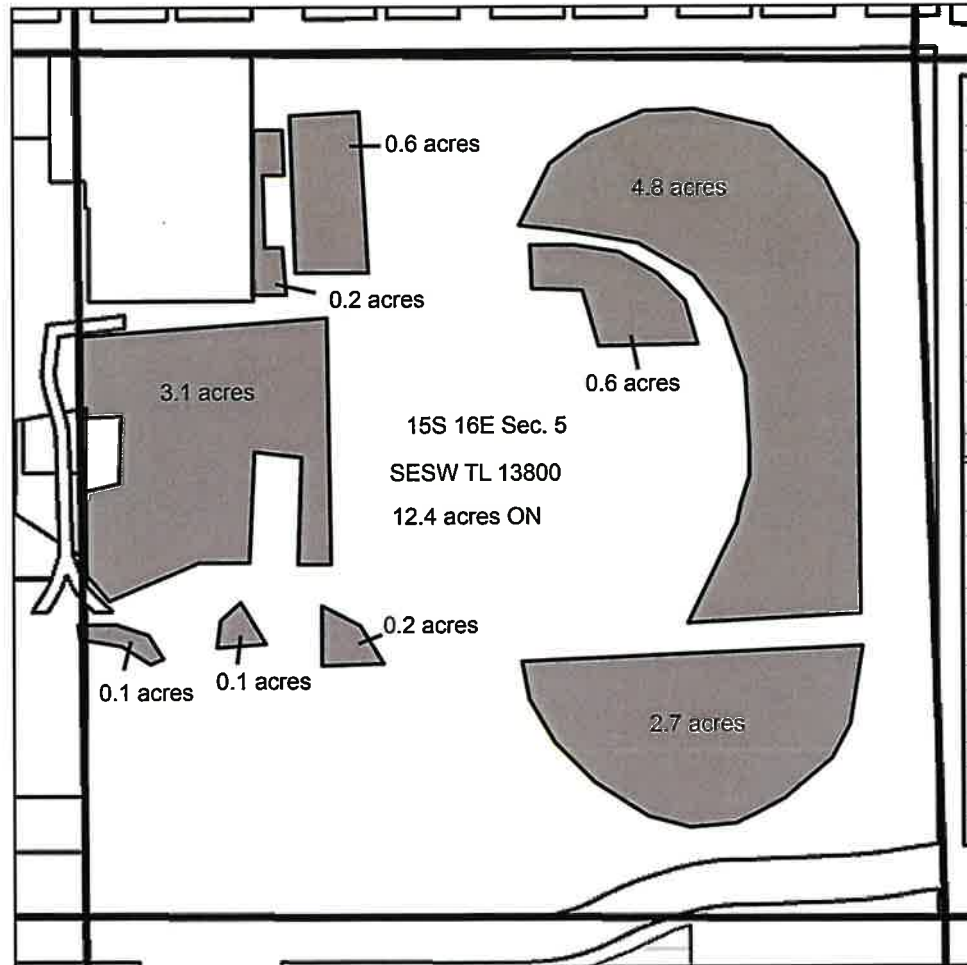 0.6 acres
4.8 acres
0.2 acres
0.6 acres
3.1 acres
15S 16E Sec. 5
SESW TL 13800
12.4 acres ON
0.2 acres
0.1 acres
0.1 acres
2.7 acres